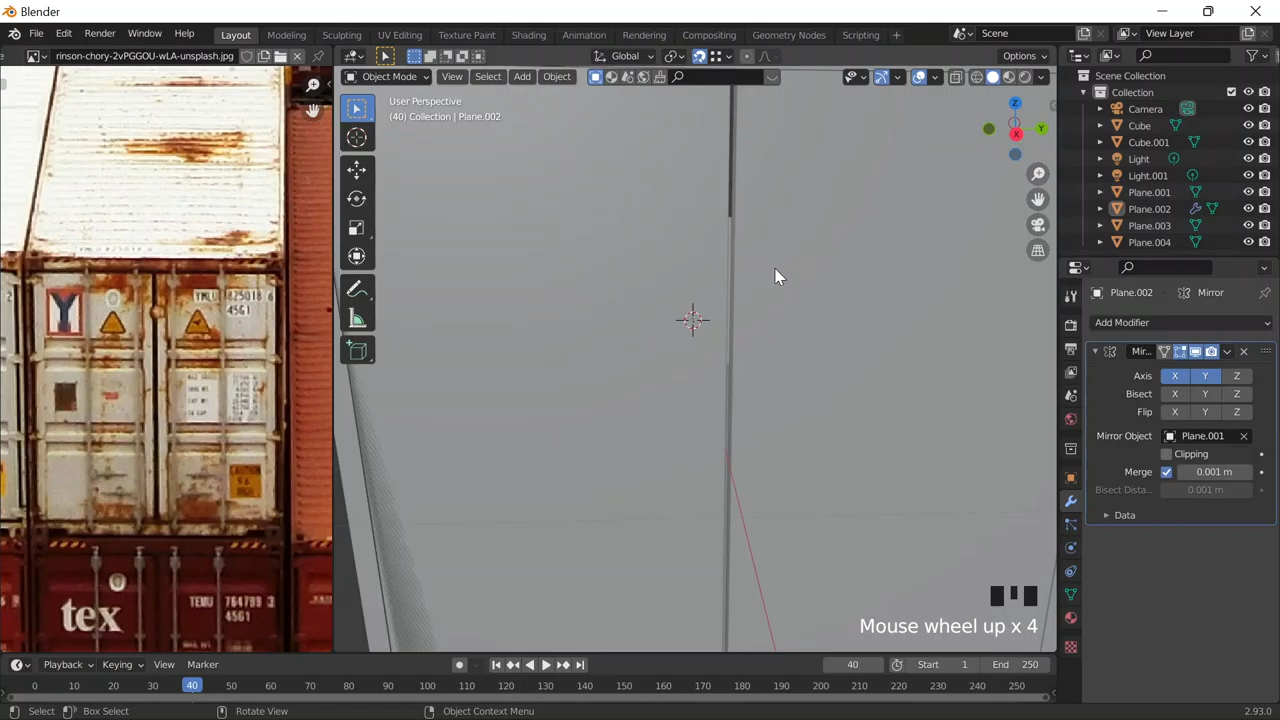 Blender
File Edit Render Window Help Layout Modeling Sculpting UV Editing Texture Paint Shading Animation Rendering Compositing Geometry Nodes Scripting + Scene View Layer
rinson-chory-2vPGGOU-wLA-unsplash.jpg Global Options
Object Mode View Select Add Object
User Perspective
(40) Collection | Plane.002
Scene Collection
Collection
Camera
Cube
Cube.001
Light
Light.001
Plane.001
Plane.002
Plane.003
Plane.004
Z
Y
X
Plane.002 Mirror
Add Modifier
Mir...
Axis X Y Z
Bisect X Y Z
Flip X Y Z
Mirror Object Plane.001
Clipping
Merge 0.001 m
Bisect Dista... 0.001 m
Data
Y
45G1
tex
TEMU 764799 3
45G1
Mouse wheel up x 4
Playback Keying View Marker 40 Start 1 End 250
0 10 20 30 40 50 60 70 80 90 100 110 120 130 140 150 160 170 180 190 200 210 220 230 240 250
Select Box Select Rotate View Object Context Menu 2.93.0